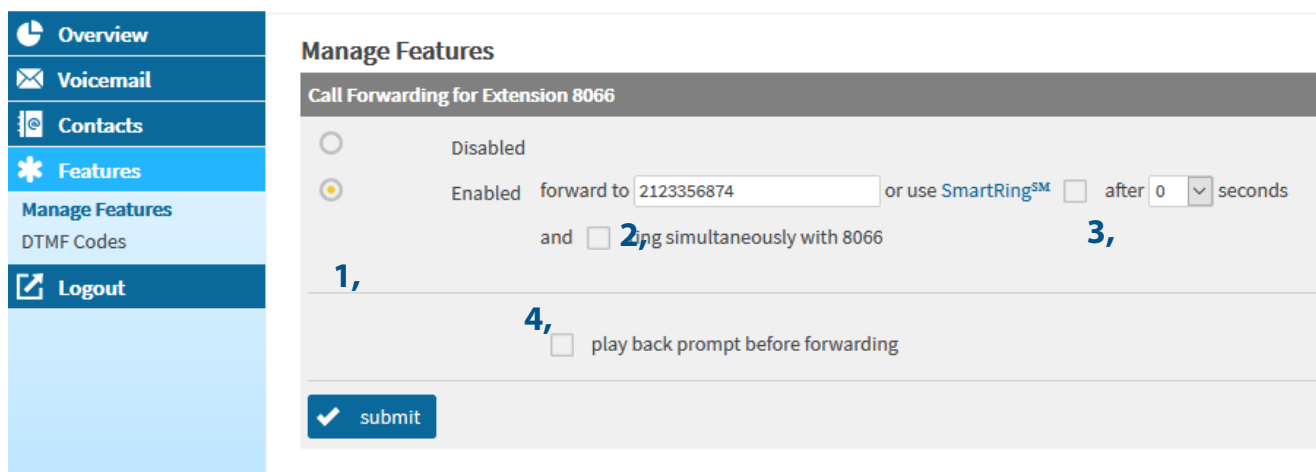 Overview
Voicemail
Contacts
Features
Manage Features
DTMF Codes
Logout
Manage Features
Call Forwarding for Extension 8066
Disabled
Enabled forward to 2123356874 or use SmartRing℠ after 0 seconds
and 2, ring simultaneously with 8066 3,
1,
4,
play back prompt before forwarding
submit